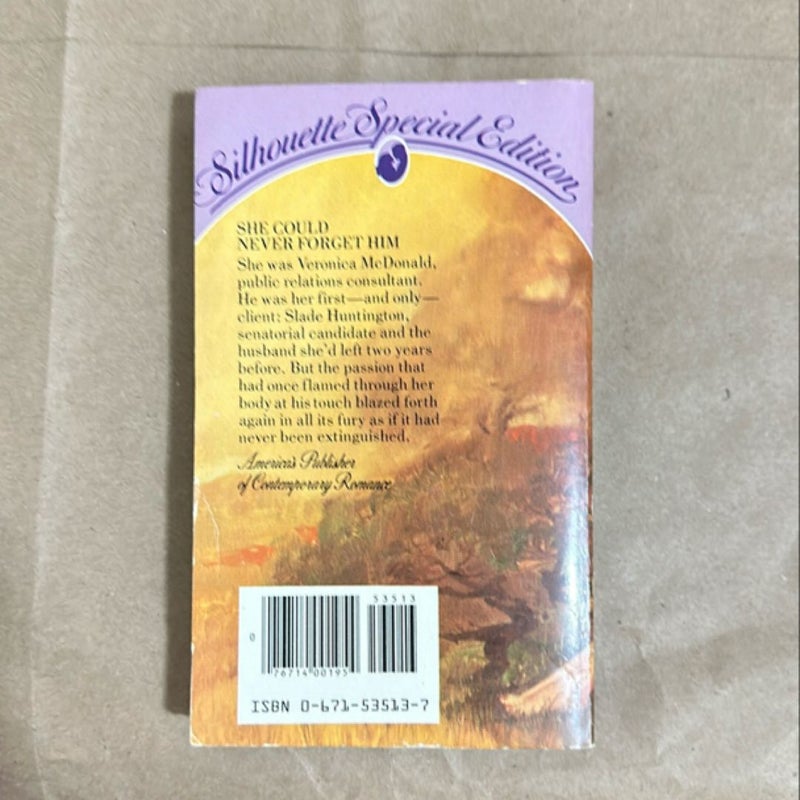 Silhouette Special Edition
SHE COULD
NEVER FORGET HIM
She was Veronica McDonald,
public relations consultant.
He was her first—and only—
client: Slade Huntington,
senatorial candidate and the
husband she'd left two years
before. But the passion that
had once flamed through her
body at his touch blazed forth
again in all its fury as if it had
never been extinguished.
America's Publisher
of Contemporary Romance
53513
0
76714 00195
ISBN 0-671-53513-7